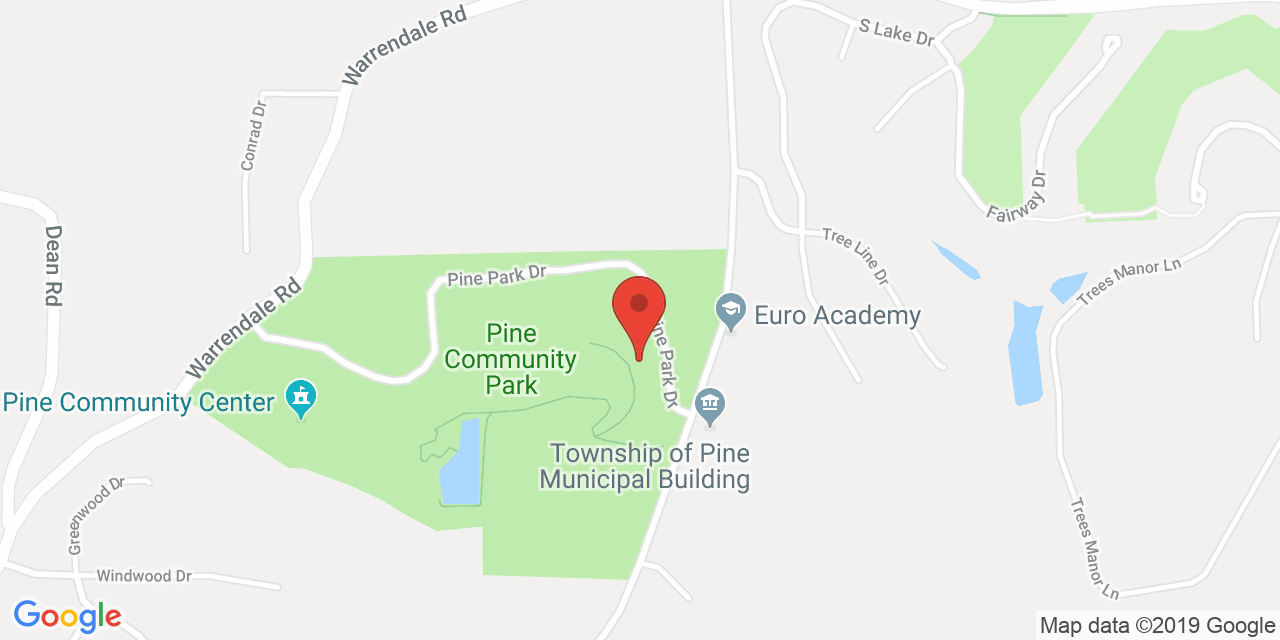 Warrendale Rd
S Lake Dr
Conrad Dr
Fairway Dr
Dean Rd
Tree Line Dr
Trees Manor Ln
Pine Park Dr
Warrendale Rd
Euro Academy
Pine
Community
Park
Pine Park Dr
Pine Community Center
Township of Pine
Municipal Building
Greenwood Dr
Trees Manor Ln
Windwood Dr
Google
Map data ©2019 Google